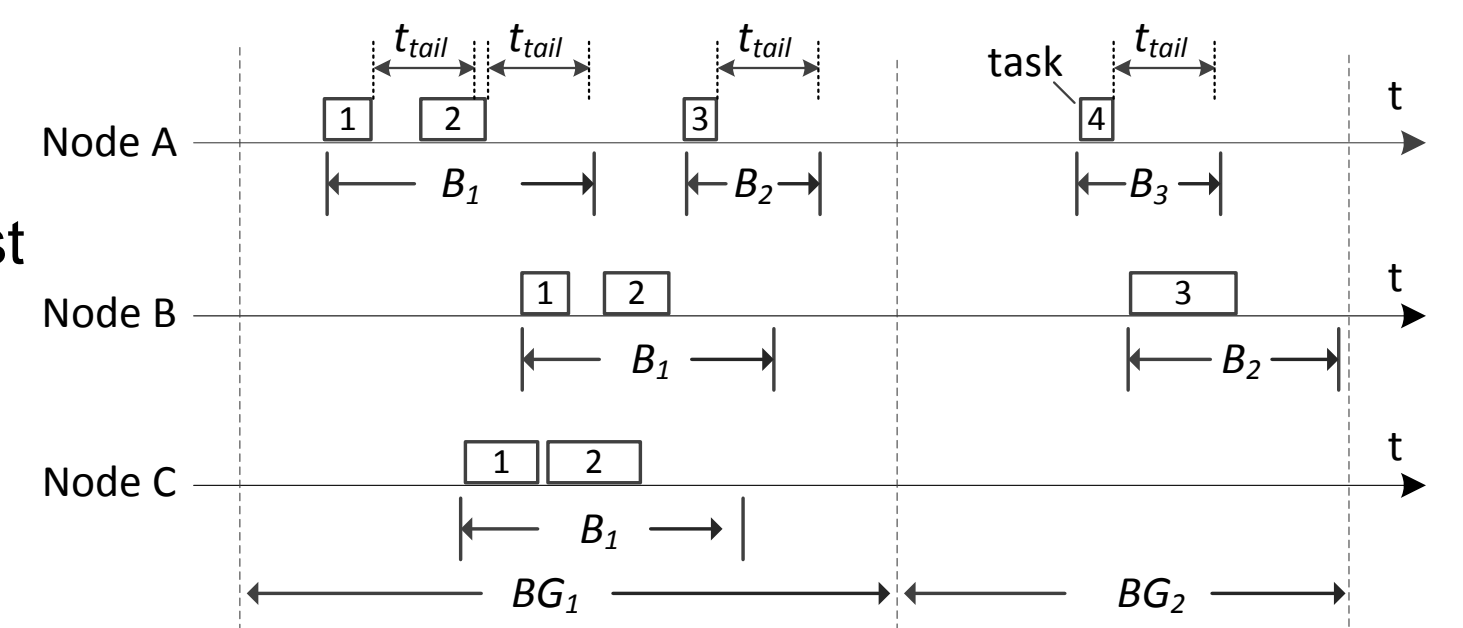 t_tail t_tail t_tail task t_tail
Node A 1 2 3 4 t
B_1 B_2 B_3
st
Node B 1 2 3 t
B_1 B_2
Node C 1 2 t
B_1
BG_1 BG_2